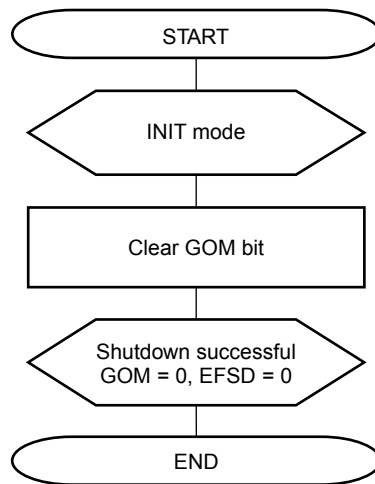 START
INIT mode
Clear GOM bit
Shutdown successful
GOM = 0, EFSD = 0
END